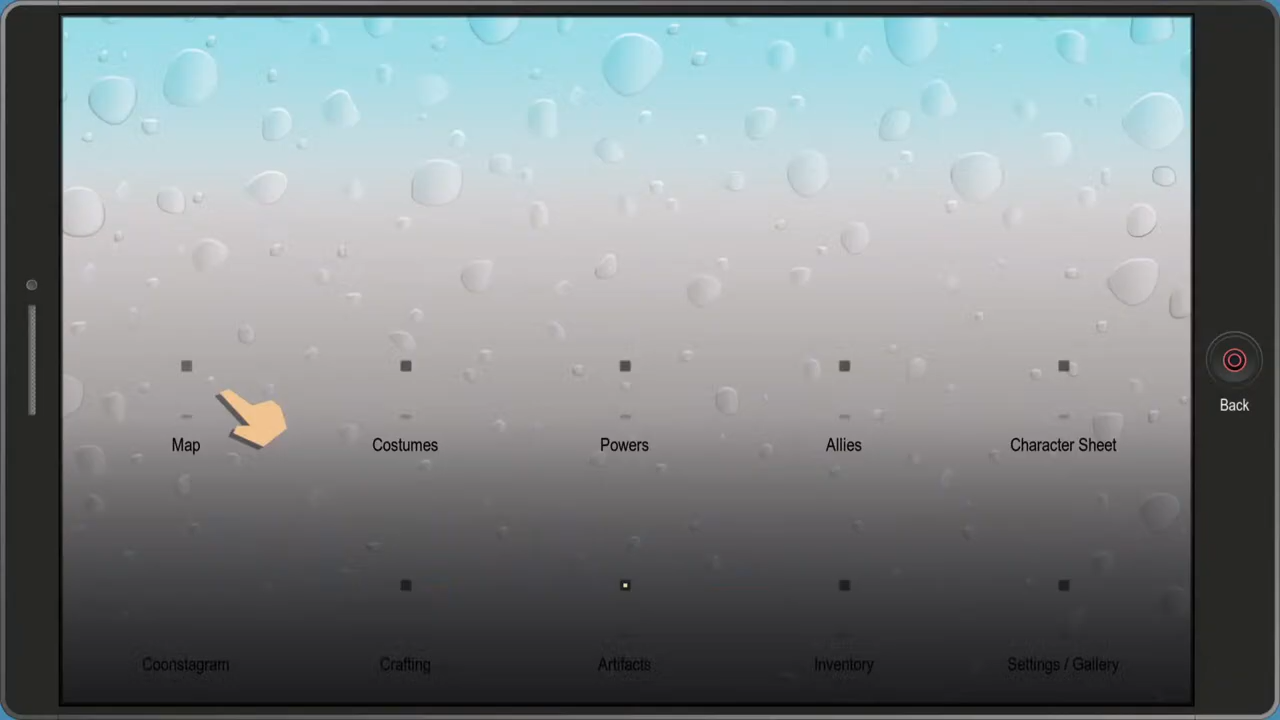 Map
Costumes
Powers
Allies
Character Sheet
Back
Coonstagram
Crafting
Artifacts
Inventory
Settings / Gallery